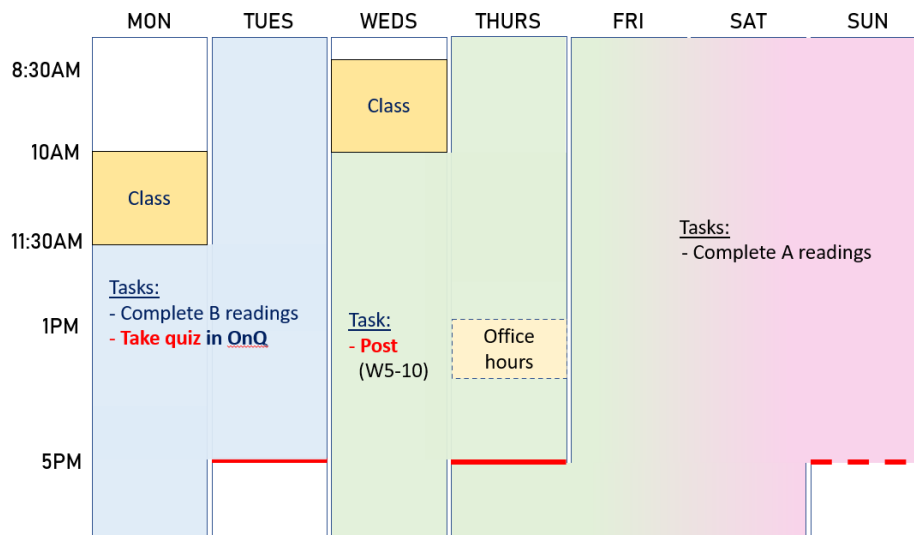 MON TUES WEDS THURS FRI SAT SUN
8:30AM
Class
10AM
Class
11:30AM
Tasks:
- Complete B readings
- Take quiz in OnQ
Task:
- Post
(W5-10)
1PM
Office
hours
Tasks:
- Complete A readings
5PM